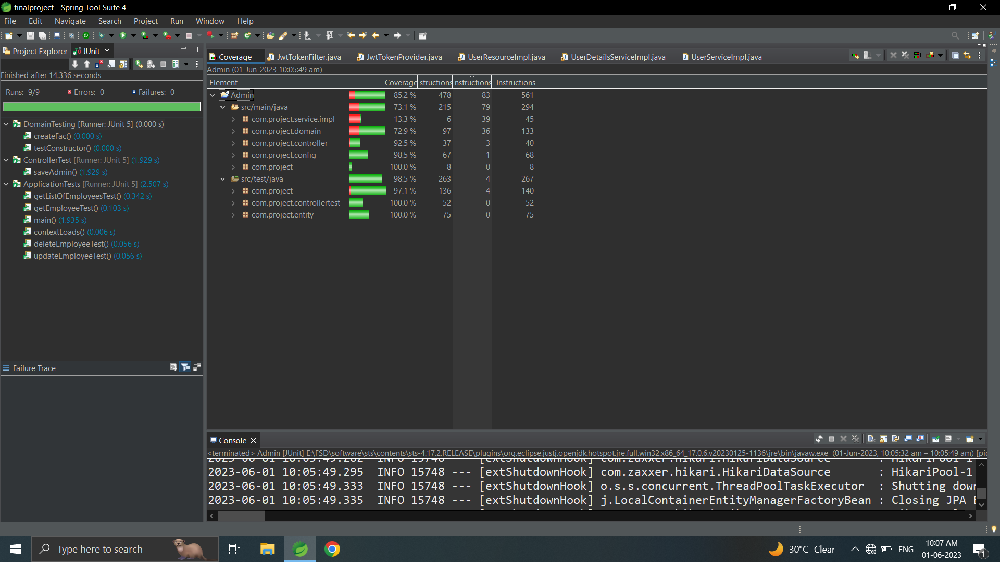 finalproject - Spring Tool Suite 4
File Edit Navigate Search Project Run Window Help
Project Explorer JUnit
Coverage JwtTokenFilter.java JwtTokenProvider.java UserResourceImpl.java UserDetailsServiceImpl.java UserServiceImpl.java
Finished after 14.336 seconds
Runs: 9/9 Errors: 0 Failures: 0
DomainTesting [Runner: JUnit 5] (0.000 s)
createFac() (0.000 s)
testConstructor() (0.000 s)
ControllerTest [Runner: JUnit 5] (1.929 s)
saveAdmin() (1.929 s)
ApplicationTests [Runner: JUnit 5] (2.507 s)
getListOfEmployeesTest() (0.342 s)
getEmployeeTest() (0.103 s)
main() (1.935 s)
contextLoads() (0.006 s)
deleteEmployeeTest() (0.056 s)
updateEmployeeTest() (0.056 s)
Failure Trace
Admin (01-Jun-2023 10:05:49 am)
Element Coverage structions nstructions Instructions
Admin 85.2 % 478 83 561
src/main/java 73.1 % 215 79 294
com.project.service.impl 13.3 % 6 39 45
com.project.domain 72.9 % 97 36 133
com.project.controller 92.5 % 37 3 40
com.project.config 98.5 % 67 1 68
com.project 100.0 % 8 0 8
src/test/java 98.5 % 263 4 267
com.project 97.1 % 136 4 140
com.project.controllertest 100.0 % 52 0 52
com.project.entity 100.0 % 75 0 75
Console
<terminated> Admin [JUnit] E:\FSD\software\sts\contents\sts-4.17.2.RELEASE\plugins\org.eclipse.justj.openjdk.hotspot.jre.full.win32.x86_64_17.0.6.v20230125-1136\jre\bin\javaw.exe (01-Jun-2023, 10:05:32 am – 10:05:49 am) [pic
2023-06-01 10:05:49.295 INFO 15748 --- [extShutdownHook] com.zaxxer.hikari.HikariDataSource : HikariPool-1
2023-06-01 10:05:49.333 INFO 15748 --- [extShutdownHook] o.s.s.concurrent.ThreadPoolTaskExecutor : Shutting down
2023-06-01 10:05:49.335 INFO 15748 --- [extShutdownHook] j.LocalContainerEntityManagerFactoryBean : Closing JPA E
Type here to search
30°C Clear
ENG
10:07 AM
01-06-2023
1